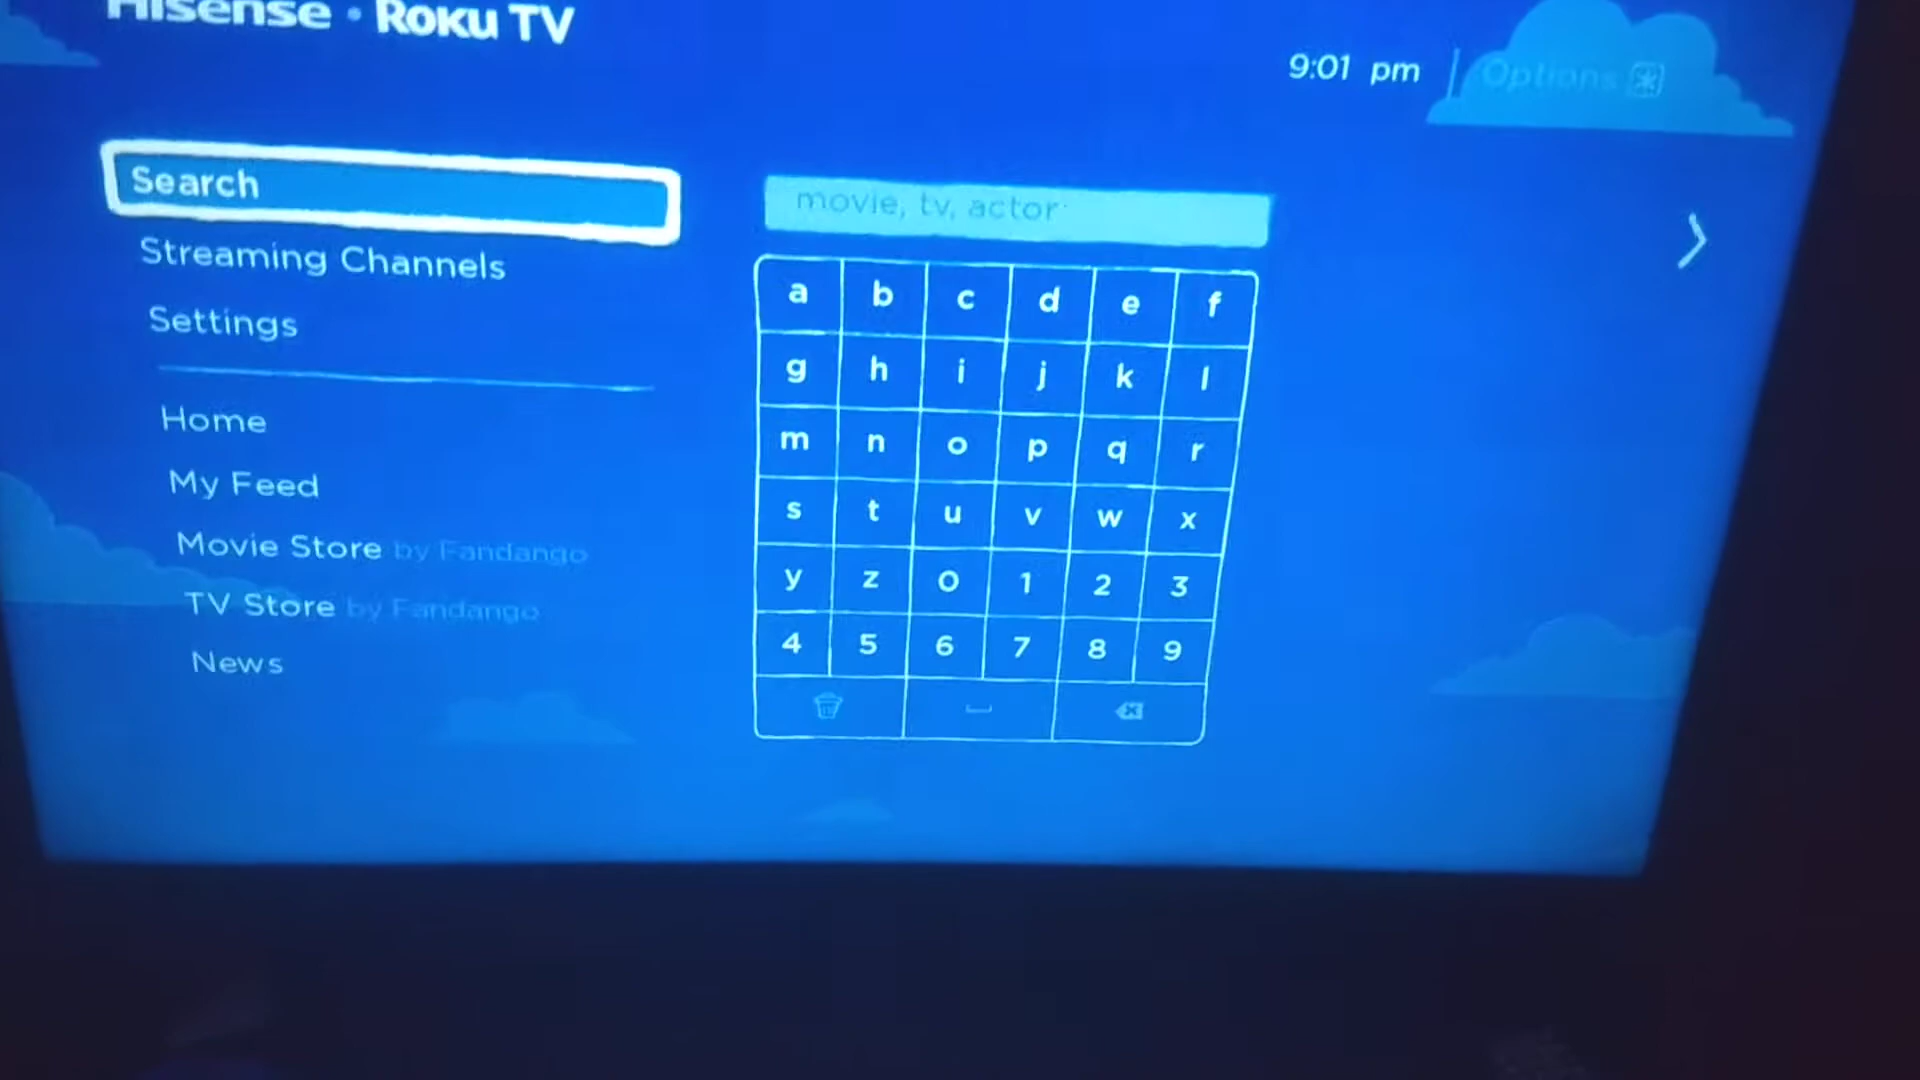 Hisense • Roku TV
9:01 pm | Options *
Search
Streaming Channels
Settings
Home
My Feed
Movie Store by Fandango
TV Store by Fandango
News
movie, tv, actor
a b c d e f
g h i j k l
m n o p q r
s t u v w x
y z 0 1 2 3
4 5 6 7 8 9